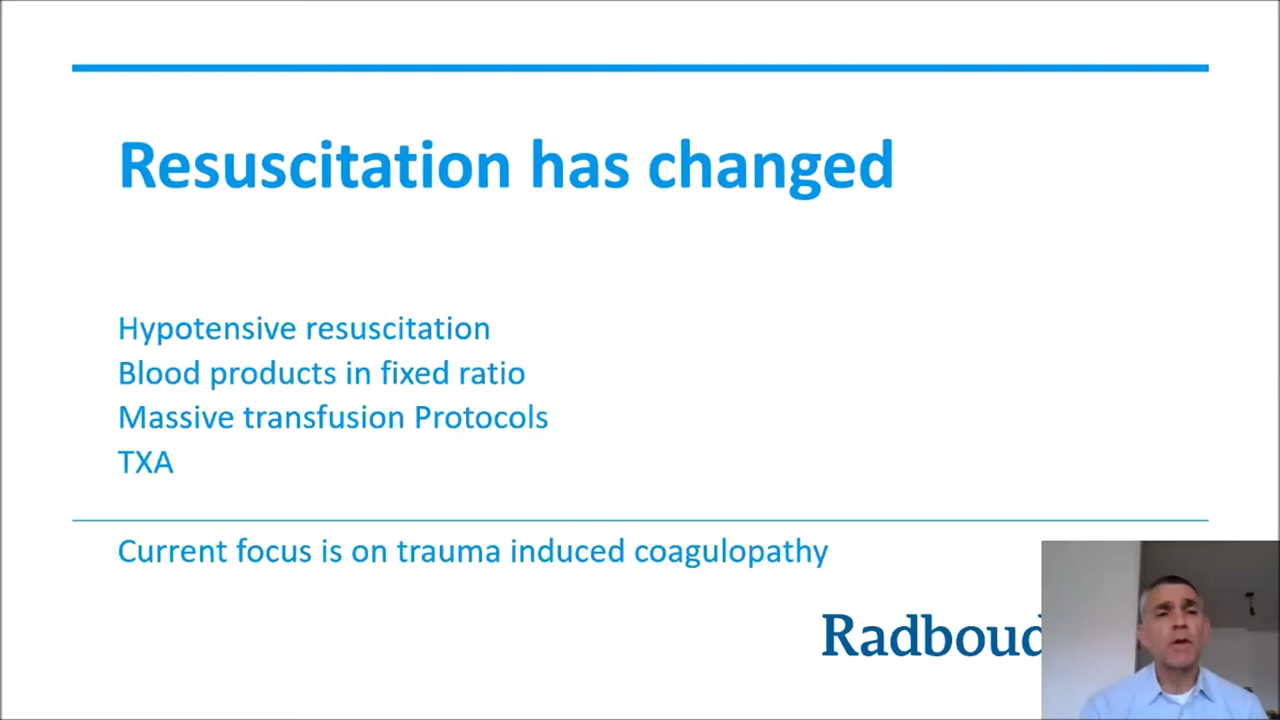 Resuscitation has changed
Hypotensive resuscitation
Blood products in fixed ratio
Massive transfusion Protocols
TXA
Current focus is on trauma induced coagulopathy
Radboud